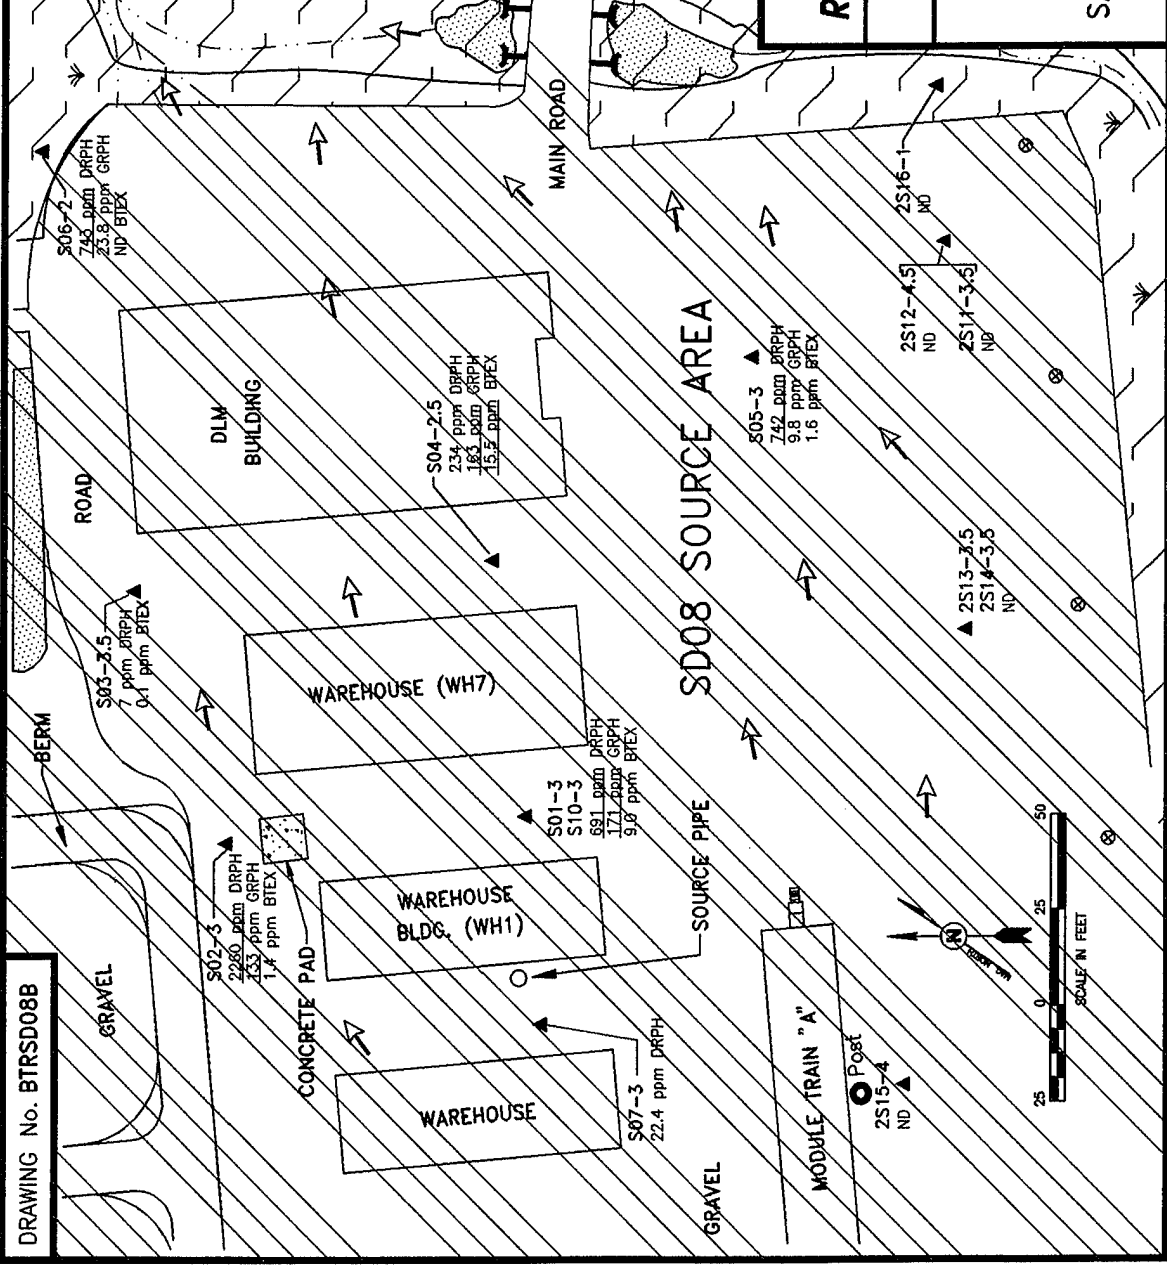 DRAWING No. BTRSD08B
GRAVEL
BERM
ROAD
S06-2
743 ppm DRPH
23.8 ppm GRPH
ND BTEX
S03-3.5
7 ppm DRPH
0.1 ppm BTEX
S02-3
2260 ppm DRPH
133 ppm GRPH
1.4 ppm BTEX
CONCRETE PAD
DLM
BUILDING
S04-2.5
234 ppm DRPH
163 ppm GRPH
15.5 ppm BTEX
MAIN ROAD
WAREHOUSE (WH7)
WAREHOUSE
BLDG. (WH1)
WAREHOUSE
S01-3
S10-3
691 ppm DRPH
171 ppm GRPH
9.0 ppm BTEX
S07-3
22.4 ppm DRPH
SOURCE PIPE
SD08 SOURCE AREA
S05-3
742 ppm DRPH
9.8 ppm GRPH
1.6 ppm BTEX
GRAVEL
MODULE TRAIN "A"
Post
2S15-4
ND
2S16-1
ND
2S12-4.5
ND
2S11-3.5
ND
2S13-3.5
2S14-3.5
ND
N
MAG. NORTH
25 0 25 50
SCALE IN FEET
R
SA